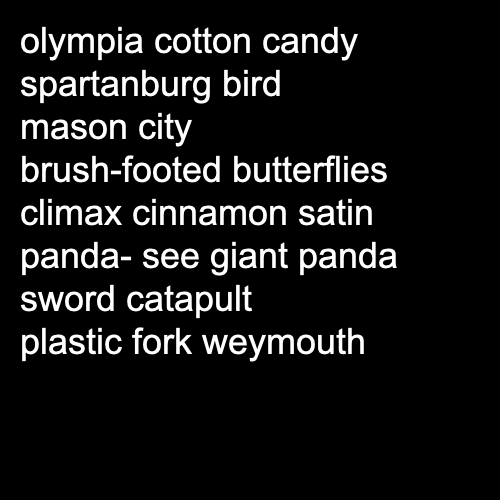 olympia cotton candy
spartanburg bird
mason city
brush-footed butterflies
climax cinnamon satin
panda- see giant panda
sword catapult
plastic fork weymouth